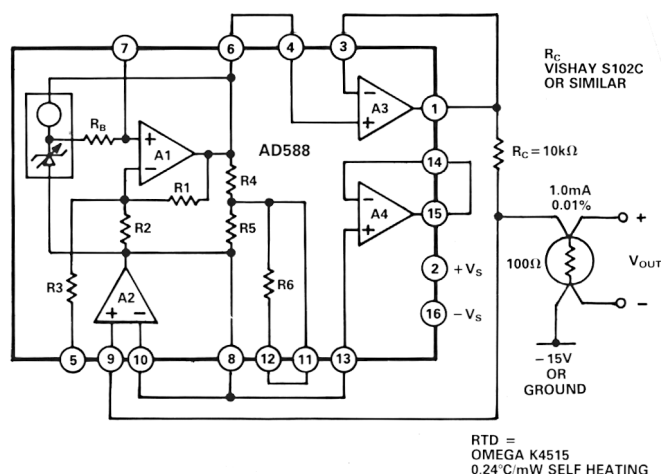 7
6
4
3
R_C
VISHAY S102C
OR SIMILAR
R_B
+
−
A1
AD588
−
+
A3
1
R_C = 10kΩ
14
R1
R4
−
+
A4
15
1.0mA
0.01%
+
R2
R5
100Ω
V_OUT
R3
A2
+
−
R6
2
+V_S
−
16
−V_S
5
9
10
8
12
11
13
−15V
OR
GROUND
RTD =
OMEGA K4515
0.24°C/mW SELF HEATING